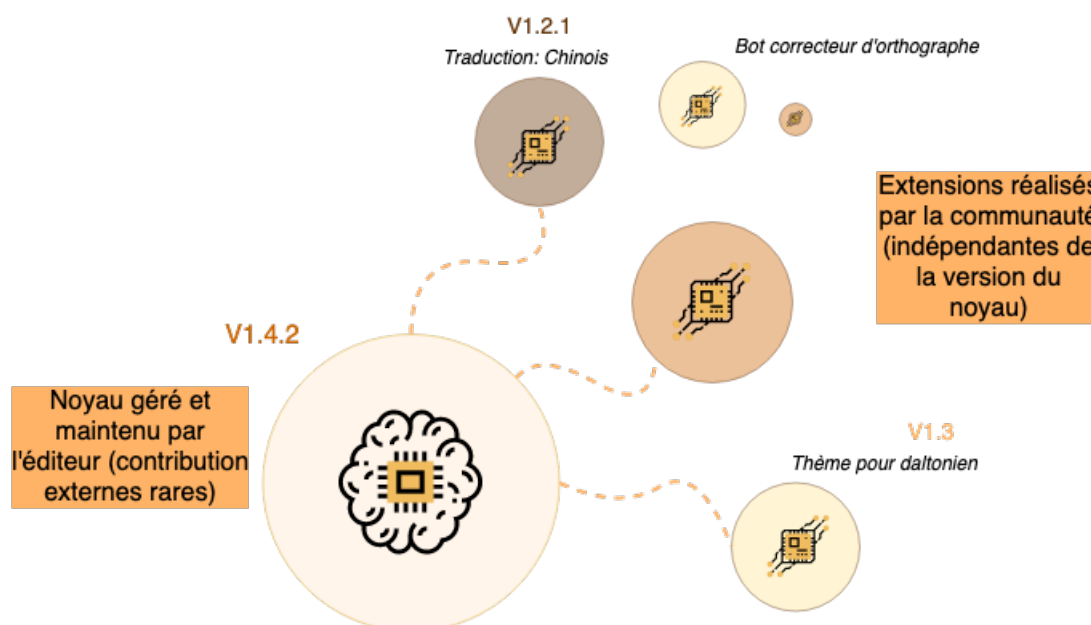 V1.2.1
Traduction: Chinois
Bot correcteur d'orthographe
Extensions réalisés
par la communauté
(indépendantes de
la version du
noyau)
V1.4.2
Noyau géré et
maintenu par
l'éditeur (contribution
externes rares)
V1.3
Thème pour daltonien